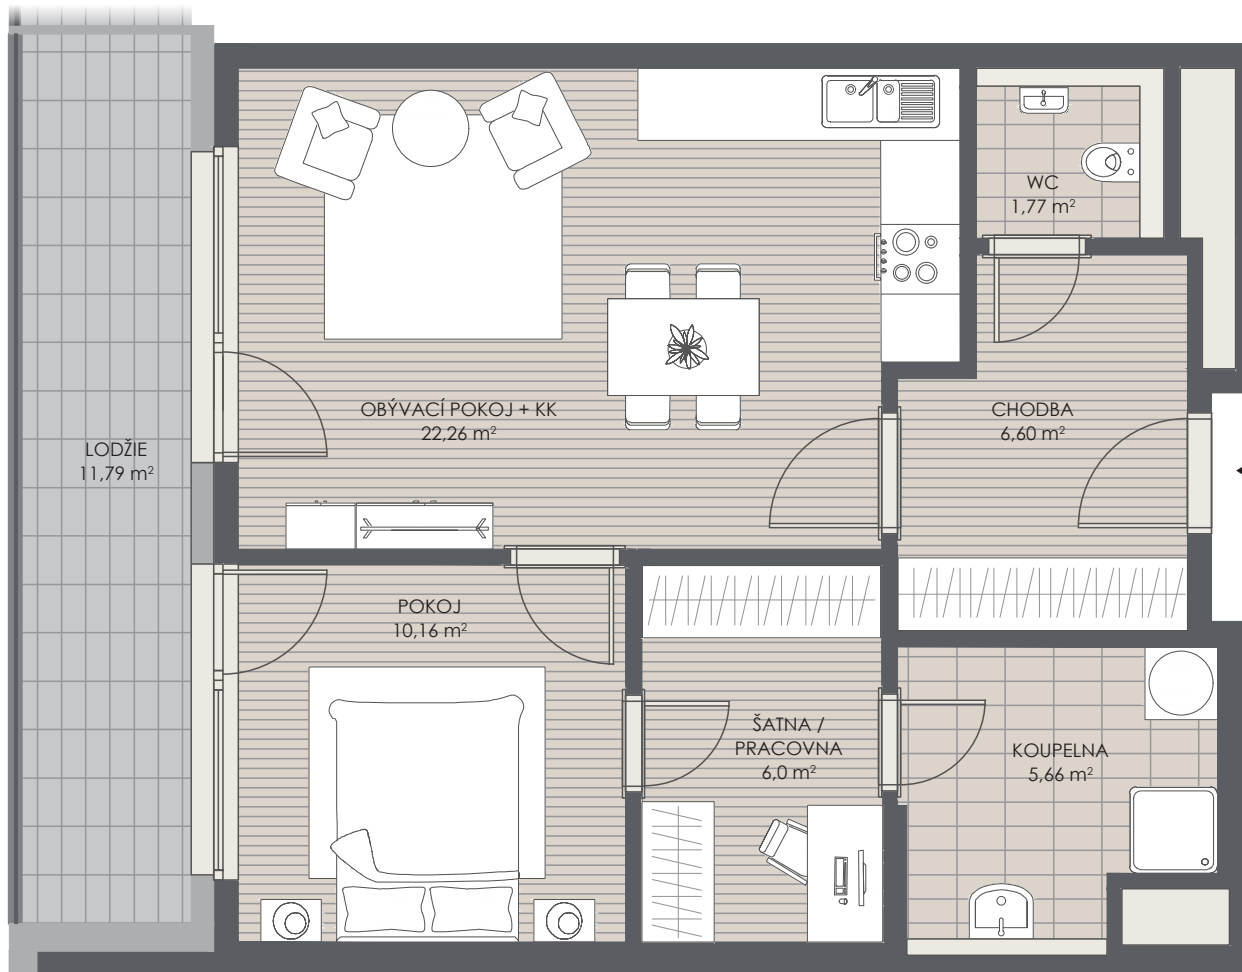 WC
1,77 m²
OBÝVACÍ POKOJ + KK
22,26 m²
CHODBA
6,60 m²
LODŽIE
11,79 m²
POKOJ
10,16 m²
ŠATNA /
PRACOVNA
6,0 m²
KOUPELNA
5,66 m²